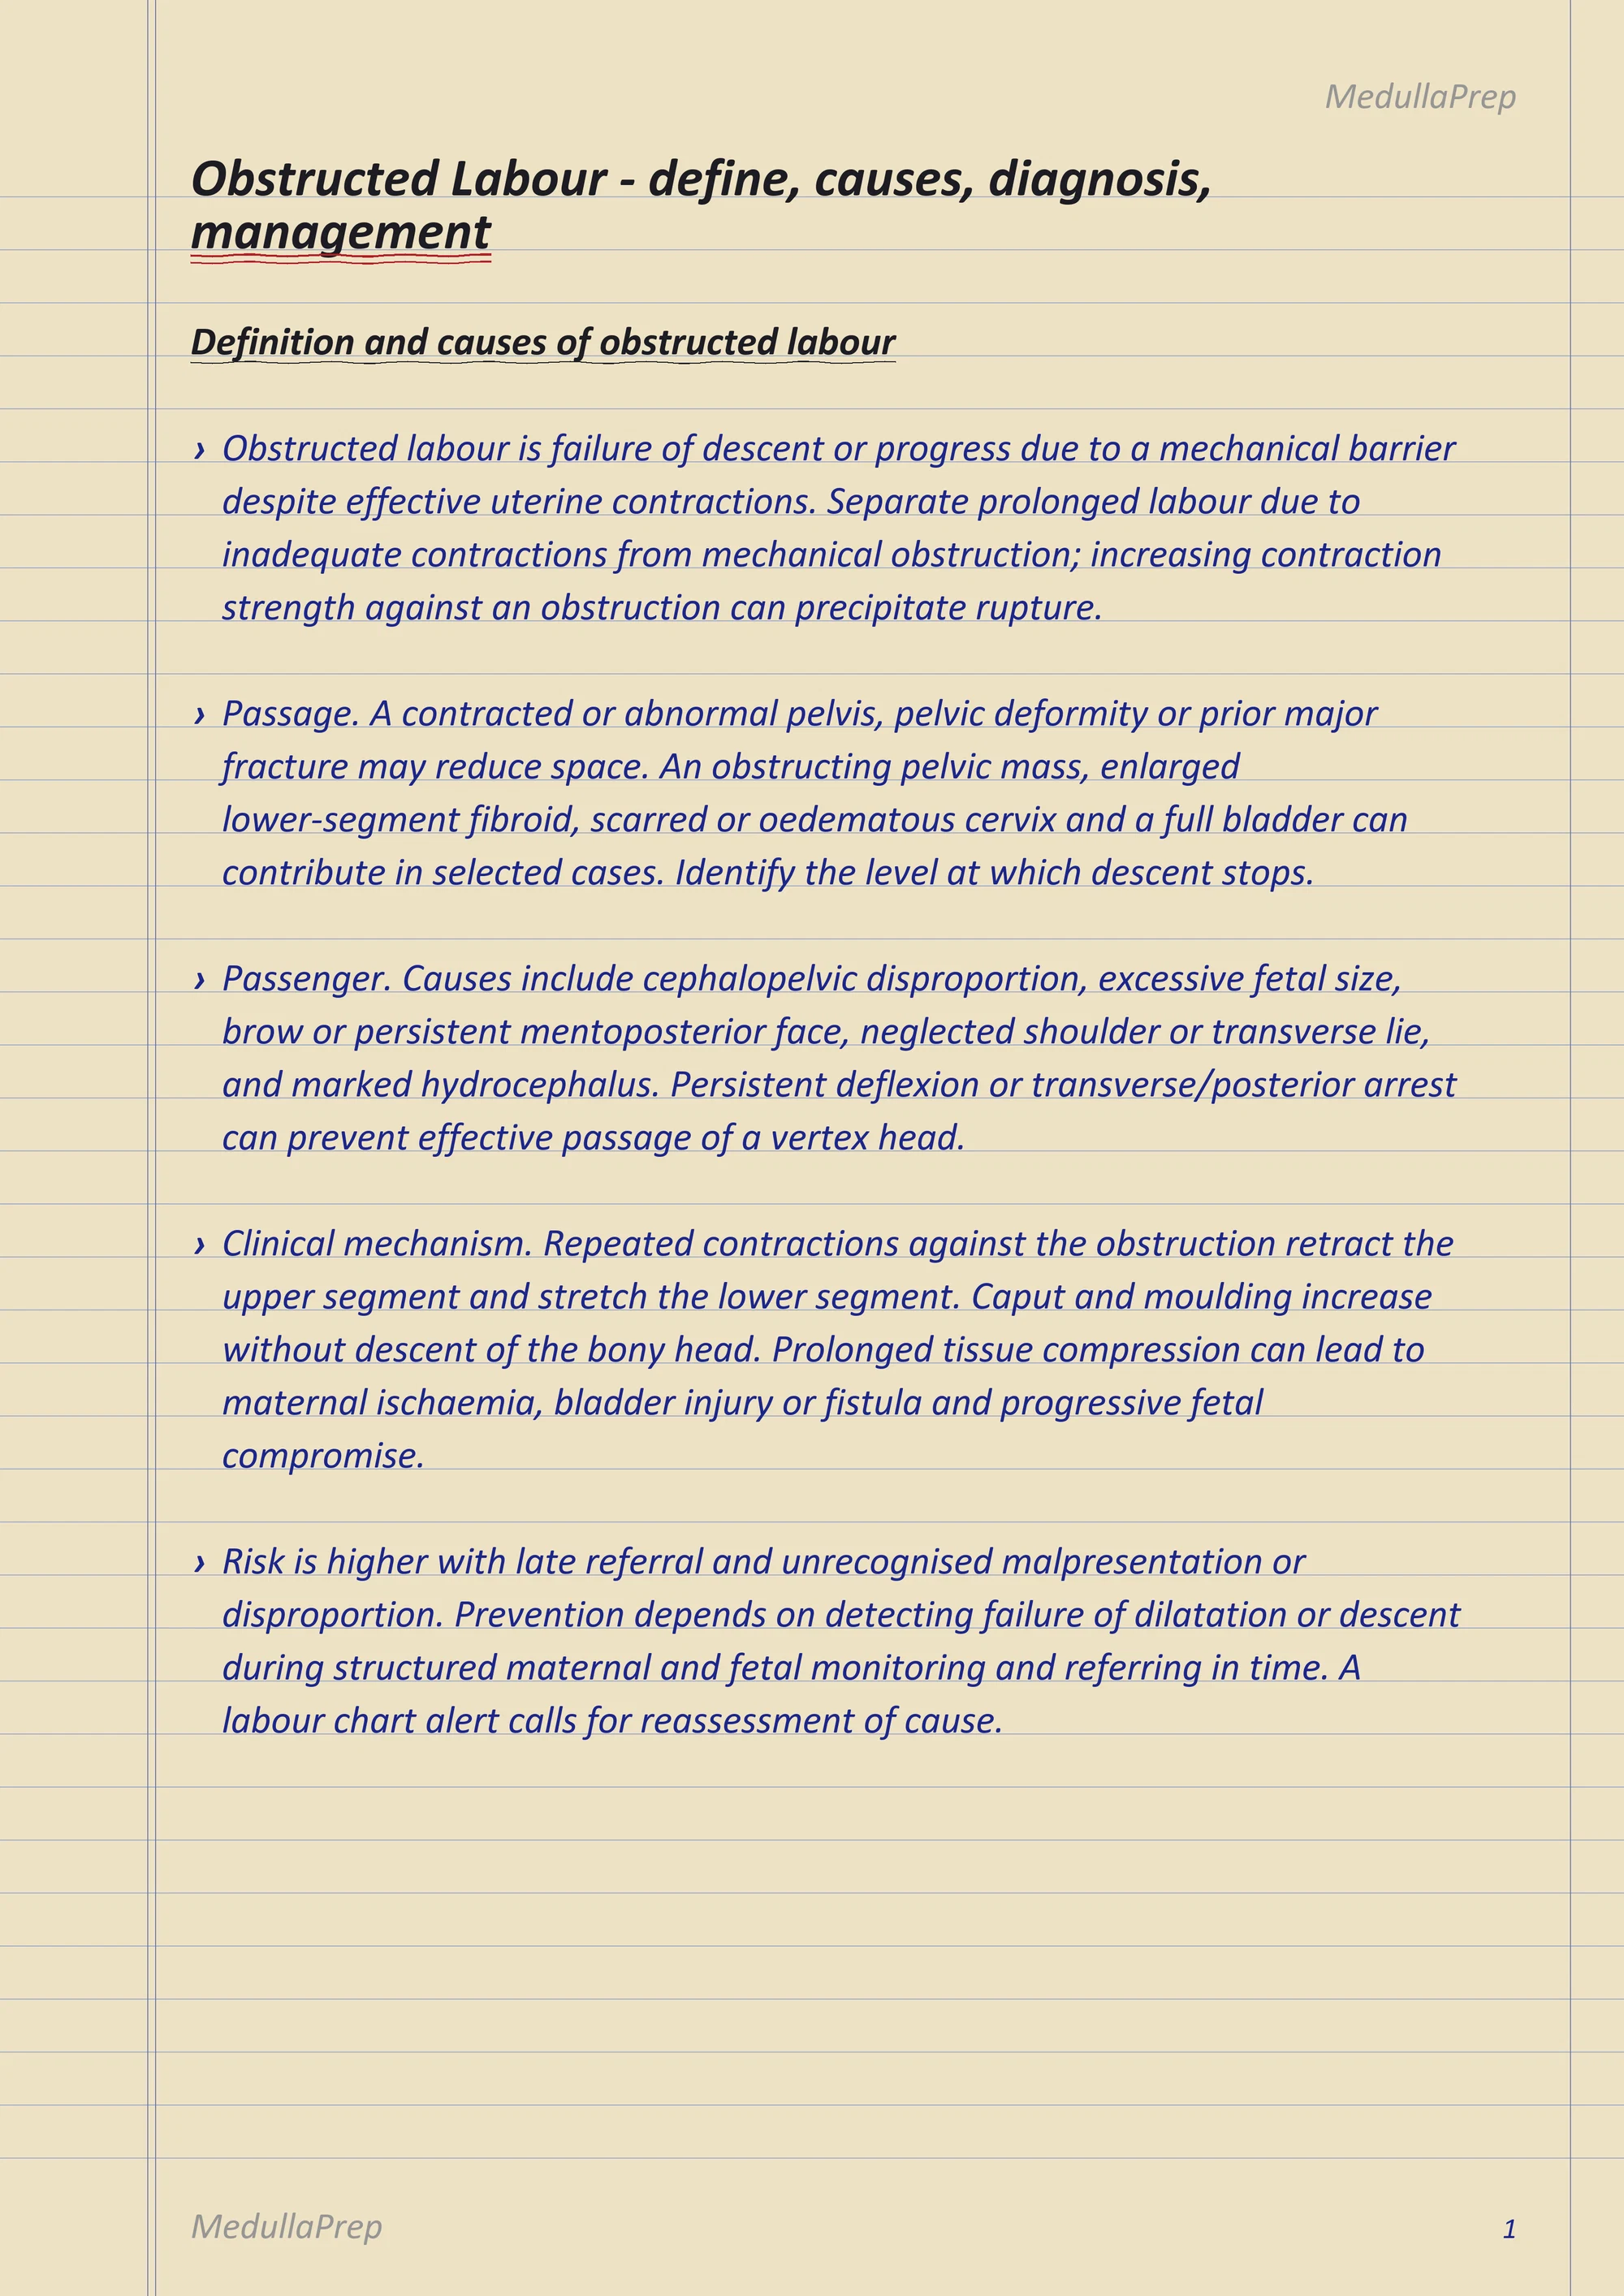 MedullaPrep
Obstructed Labour - define, causes, diagnosis,
management
Definition and causes of obstructed labour
› Obstructed labour is failure of descent or progress due to a mechanical barrier
despite effective uterine contractions. Separate prolonged labour due to
inadequate contractions from mechanical obstruction; increasing contraction
strength against an obstruction can precipitate rupture.
› Passage. A contracted or abnormal pelvis, pelvic deformity or prior major
fracture may reduce space. An obstructing pelvic mass, enlarged
lower-segment fibroid, scarred or oedematous cervix and a full bladder can
contribute in selected cases. Identify the level at which descent stops.
› Passenger. Causes include cephalopelvic disproportion, excessive fetal size,
brow or persistent mentoposterior face, neglected shoulder or transverse lie,
and marked hydrocephalus. Persistent deflexion or transverse/posterior arrest
can prevent effective passage of a vertex head.
› Clinical mechanism. Repeated contractions against the obstruction retract the
upper segment and stretch the lower segment. Caput and moulding increase
without descent of the bony head. Prolonged tissue compression can lead to
maternal ischaemia, bladder injury or fistula and progressive fetal
compromise.
› Risk is higher with late referral and unrecognised malpresentation or
disproportion. Prevention depends on detecting failure of dilatation or descent
during structured maternal and fetal monitoring and referring in time. A
labour chart alert calls for reassessment of cause.
MedullaPrep
1